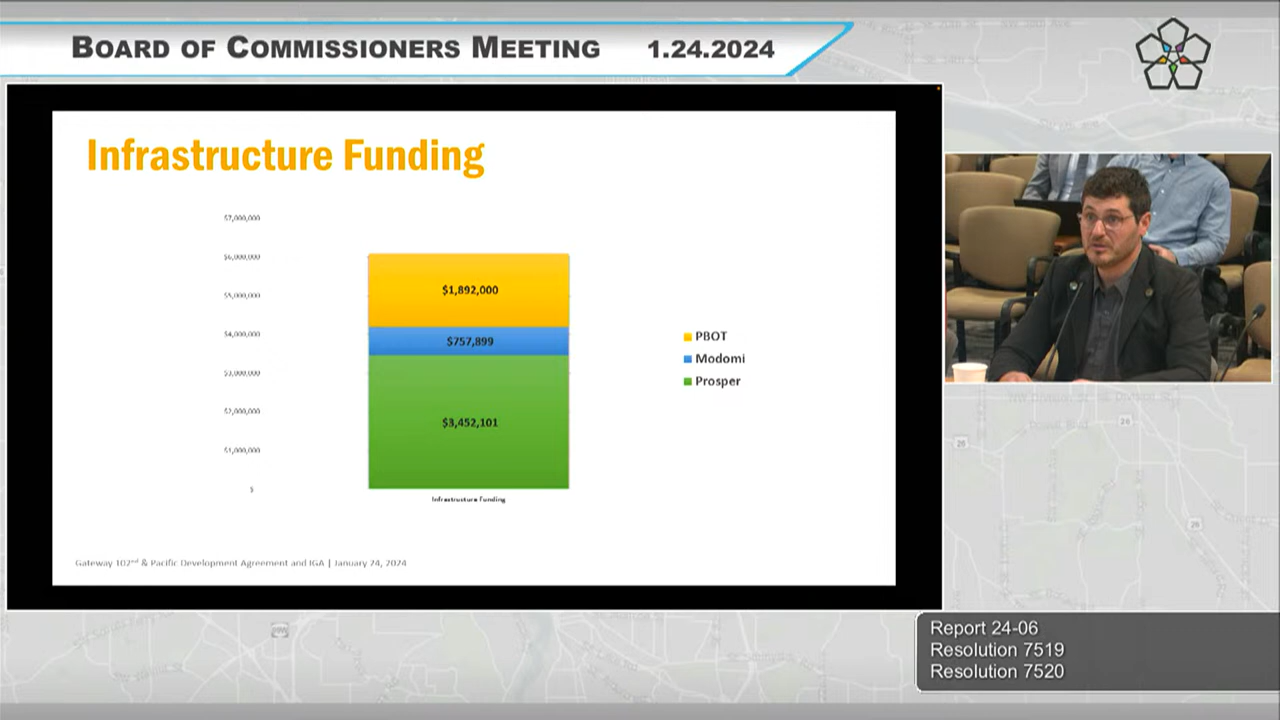 BOARD OF COMMISSIONERS MEETING 1.24.2024
Infrastructure Funding
$7,000,000
$6,000,000
$5,000,000
$4,000,000
$3,000,000
$2,000,000
$1,000,000
$
$1,892,000
$757,899
$3,452,101
Infrastructure Funding
PBOT
Modomi
Prosper
Gateway 102nd & Pacific Development Agreement and IGA | January 24, 2024
26
26
Report 24-06
Resolution 7519
Resolution 7520